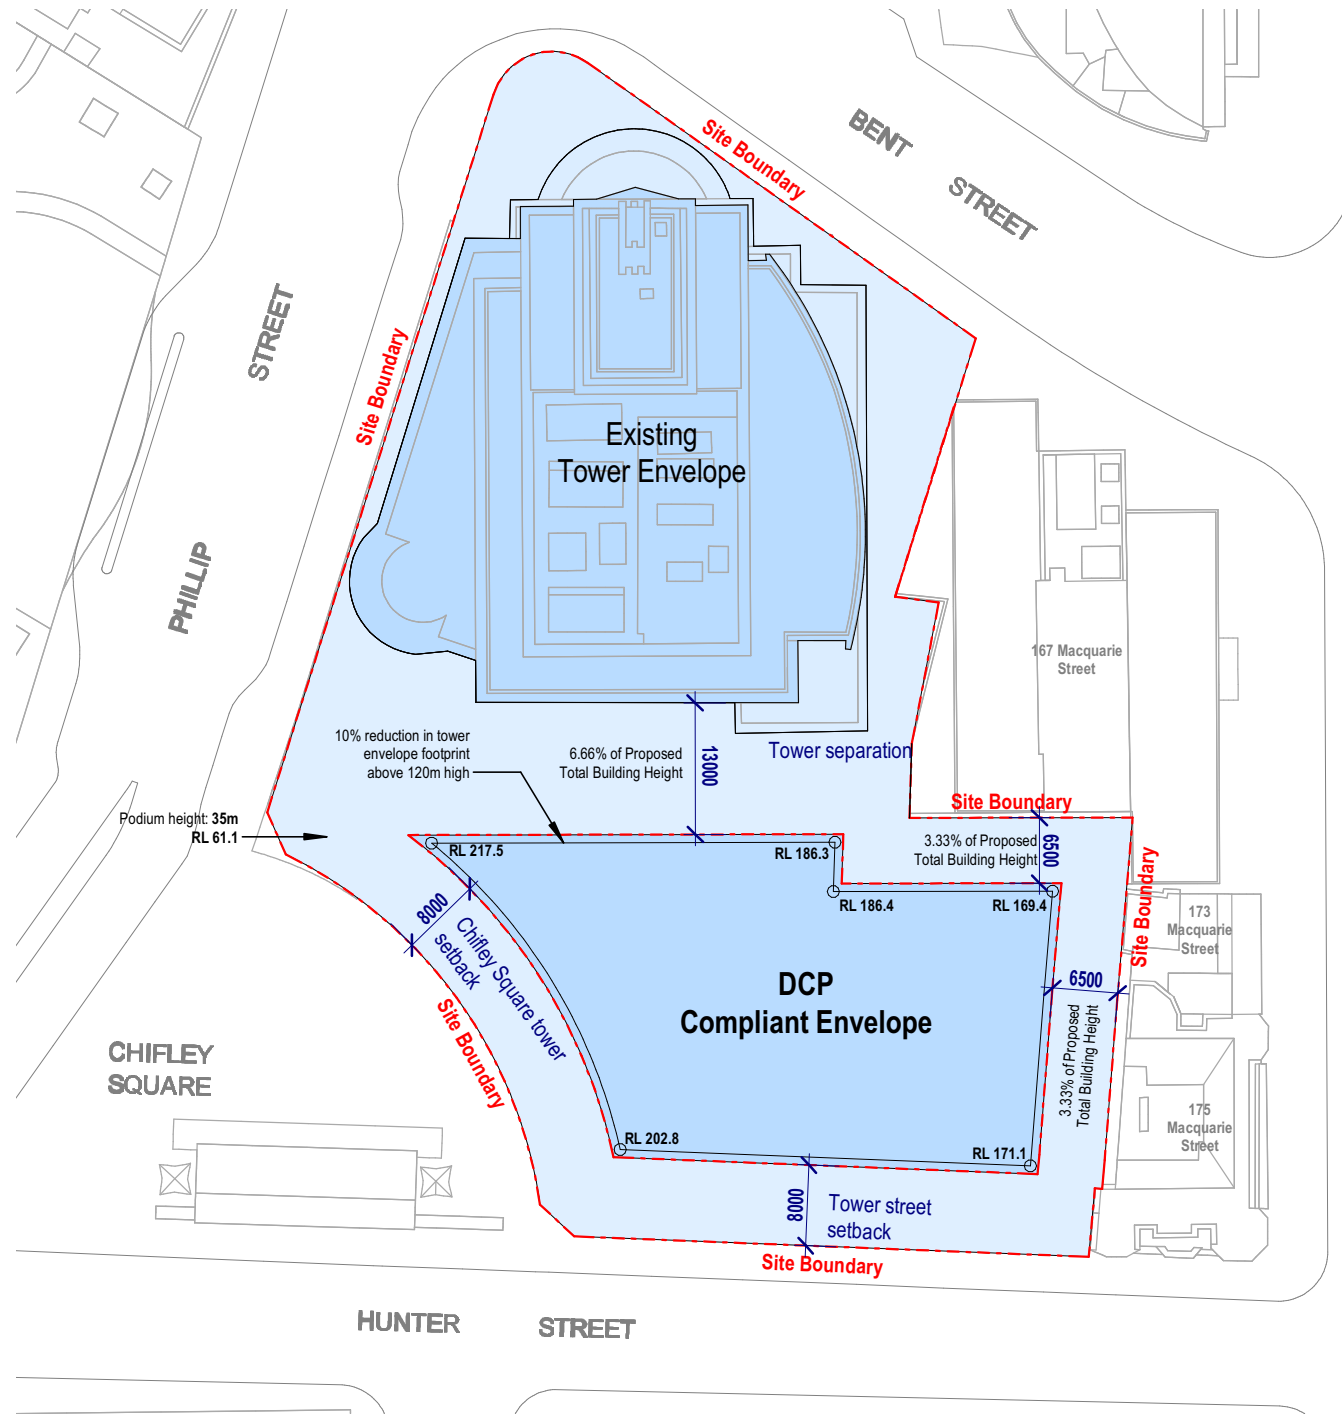 BENT
STREET
Site Boundary
STREET
Site Boundary
Existing
Tower Envelope
PHILLIP
167 Macquarie
Street
10% reduction in tower
envelope footprint
above 120m high
6.66% of Proposed
Total Building Height
13000
Tower separation
Podium height: 35m
RL 61.1
Site Boundary
3.33% of Proposed
Total Building Height
6500
RL 217.5
RL 186.3
RL 186.4
RL 169.4
8000
Chifley Square tower
setback
Site Boundary
173
Macquarie
Street
DCP
Compliant Envelope
6500
3.33% of Proposed
Total Building Height
Site Boundary
CHIFLEY
SQUARE
175
Macquarie
Street
RL 202.8
RL 171.1
8000
Tower street
setback
Site Boundary
HUNTER STREET